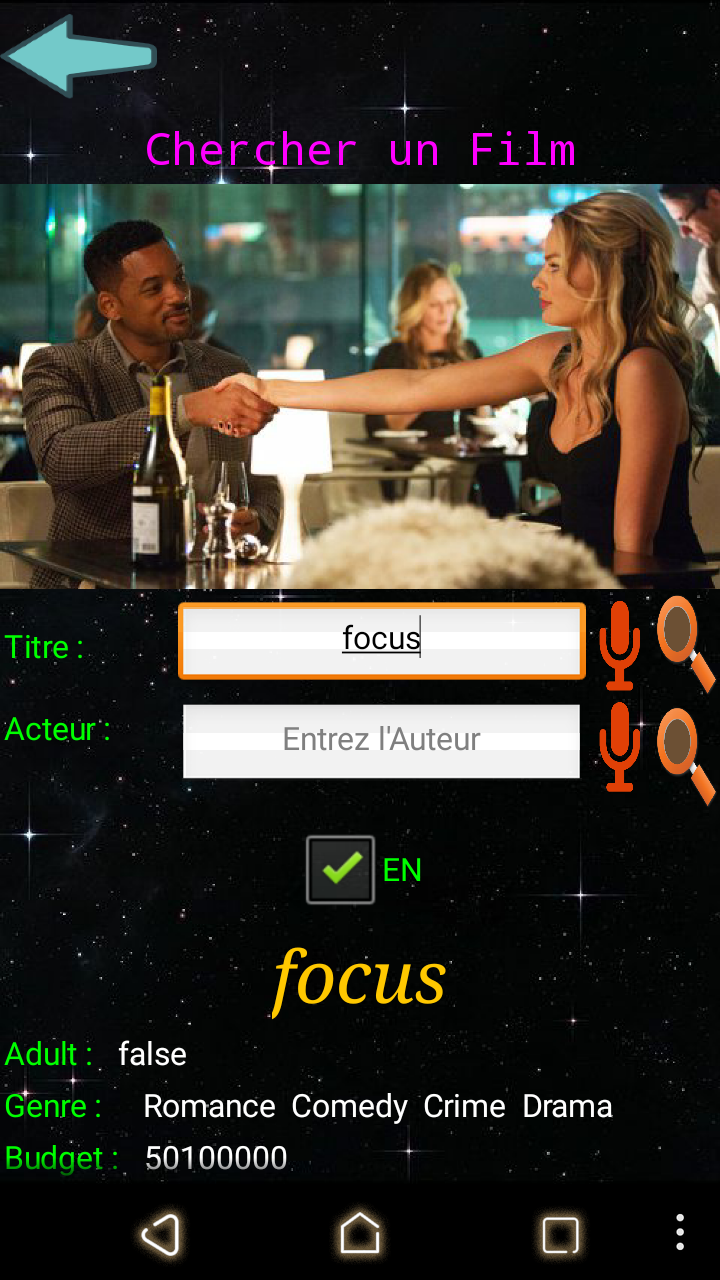 Chercher un Film
Titre : focus
Acteur : Entrez l'Auteur
EN
focus
Adult : false
Genre : Romance Comedy Crime Drama
Budget : 50100000